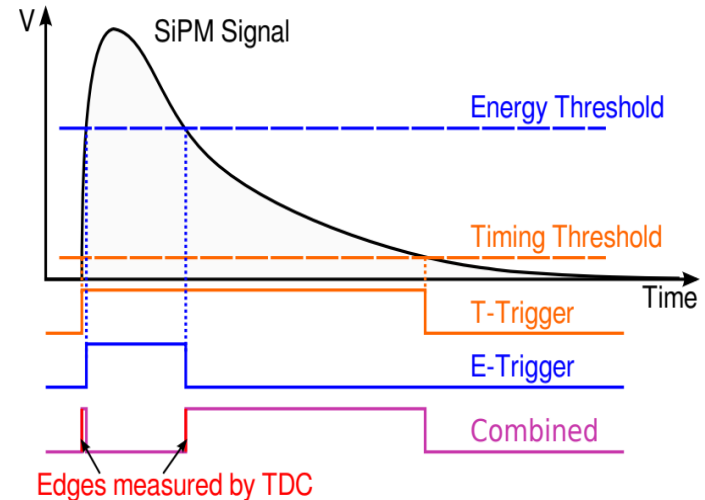 V
SiPM Signal
Energy Threshold
Timing Threshold
Time
T-Trigger
E-Trigger
Combined
Edges measured by TDC